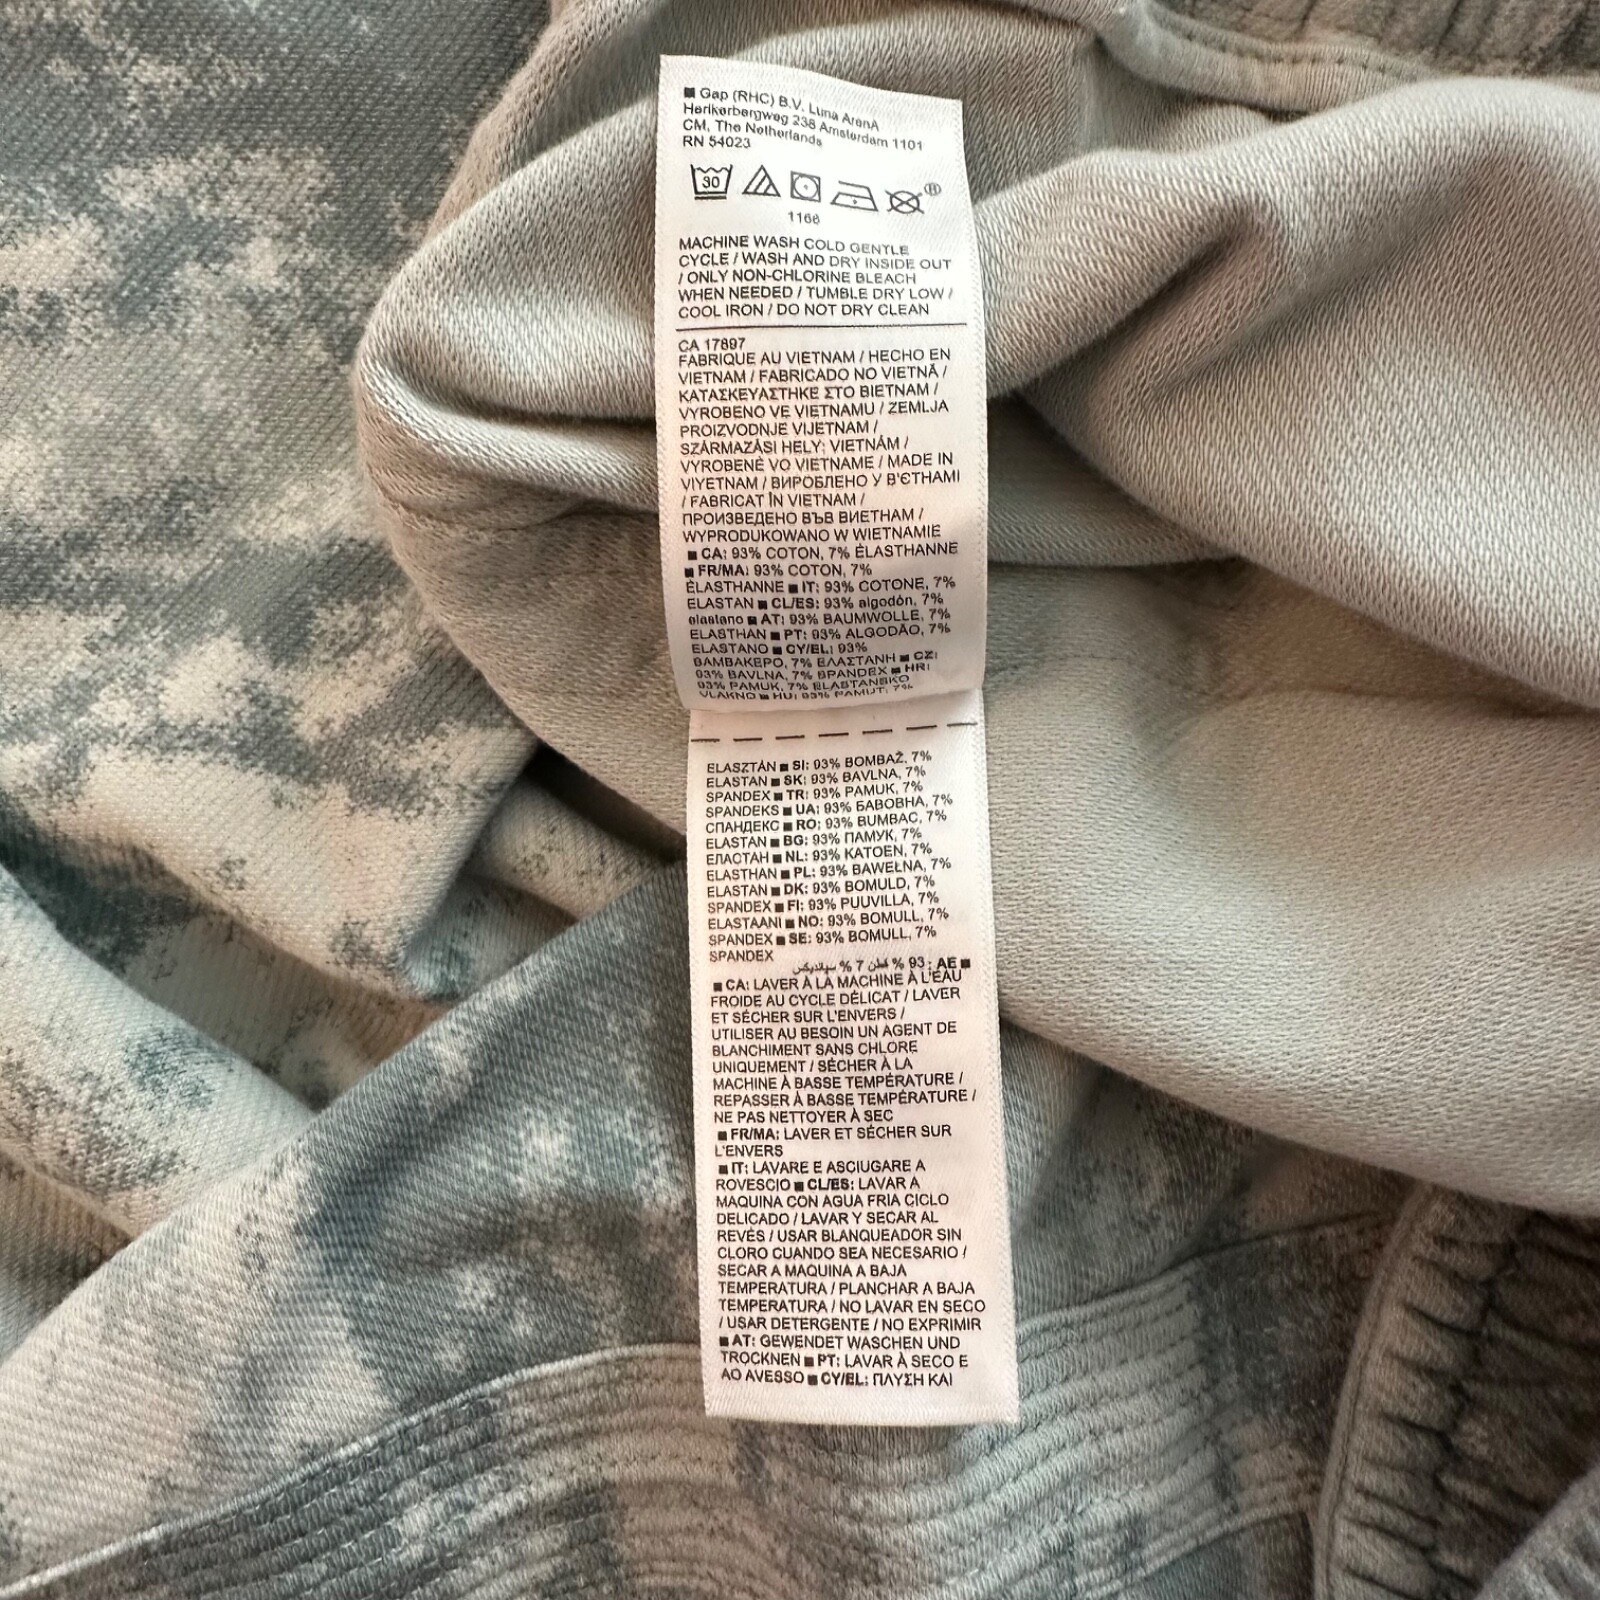 ■ Gap (RHC) B.V. Luna ArenA
Herikerbergweg 238 Amsterdam 1101
CM, The Netherlands
RN 54023
30
®
1166
MACHINE WASH COLD GENTLE
CYCLE / WASH AND DRY INSIDE OUT
/ ONLY NON-CHLORINE BLEACH
WHEN NEEDED / TUMBLE DRY LOW /
COOL IRON / DO NOT DRY CLEAN
CA 17897
FABRIQUE AU VIETNAM / HECHO EN
VIETNAM / FABRICADO NO VIETNÃ /
ΚΑΤΑΣΚΕΥΑΣΤΗΚΕ ΣΤΟ ΒΙΕΤΝΑΜ /
VYROBENO VE VIETNAMU / ZEMLJA
PROIZVODNJE VIJETNAM /
SZÁRMAZÁSI HELY: VIETNÁM /
VYROBENÉ VO VIETNAME / MADE IN
VIYETNAM / ВИРОБЛЕНО У В'ЄТНАМІ
/ FABRICAT ÎN VIETNAM /
ПРОИЗВЕДЕНО ВЪВ ВИЕТНАМ /
WYPRODUKOWANO W WIETNAMIE
■ CA: 93% COTON, 7% ÉLASTHANNE
■ FR/MA: 93% COTON, 7%
ÉLASTHANNE ■ IT: 93% COTONE, 7%
ELASTAN ■ CL/ES: 93% algodón, 7%
elastano ■ AT: 93% BAUMWOLLE, 7%
ELASTHAN ■ PT: 93% ALGODÃO, 7%
ELASTANO ■ CY/EL: 93%
ΒΑΜΒΑΚΕΡΟ, 7% ΕΛΑΣΤΑΝΗ ■ CZ:
93% BAVLNA, 7% SPANDEX ■ HR:
93% PAMUK, 7% ELASTANSKO
VLAKNO ■ HU: 93% PAMUT, 7%
ELASZTÁN ■ SI: 93% BOMBAŽ, 7%
ELASTAN ■ SK: 93% BAVLNA, 7%
SPANDEX ■ TR: 93% PAMUK, 7%
SPANDEKS ■ UA: 93% БАВОВНА, 7%
СПАНДЕКС ■ RO: 93% BUMBAC, 7%
ELASTAN ■ BG: 93% ПАМУК, 7%
ЕЛАСТАН ■ NL: 93% KATOEN, 7%
ELASTHAN ■ PL: 93% BAWEŁNA, 7%
ELASTAN ■ DK: 93% BOMULD, 7%
SPANDEX ■ FI: 93% PUUVILLA, 7%
ELASTAANI ■ NO: 93% BOMULL, 7%
SPANDEX ■ SE: 93% BOMULL, 7%
SPANDEX
■ AE: 93 % قطن 7 % سباندیکس
■ CA: LAVER À LA MACHINE À L'EAU
FROIDE AU CYCLE DÉLICAT / LAVER
ET SÉCHER SUR L'ENVERS /
UTILISER AU BESOIN UN AGENT DE
BLANCHIMENT SANS CHLORE
UNIQUEMENT / SÉCHER À LA
MACHINE À BASSE TEMPÉRATURE /
REPASSER À BASSE TEMPÉRATURE /
NE PAS NETTOYER À SEC
■ FR/MA: LAVER ET SÉCHER SUR
L'ENVERS
■ IT: LAVARE E ASCIUGARE A
ROVESCIO ■ CL/ES: LAVAR A
MAQUINA CON AGUA FRIA CICLO
DELICADO / LAVAR Y SECAR AL
REVÉS / USAR BLANQUEADOR SIN
CLORO CUANDO SEA NECESARIO /
SECAR A MAQUINA A BAJA
TEMPERATURA / PLANCHAR A BAJA
TEMPERATURA / NO LAVAR EN SECO
/ USAR DETERGENTE / NO EXPRIMIR
■ AT: GEWENDET WASCHEN UND
TROCKNEN ■ PT: LAVAR À SECO E
AO AVESSO ■ CY/EL: ΠΛΥΣΗ ΚΑΙ